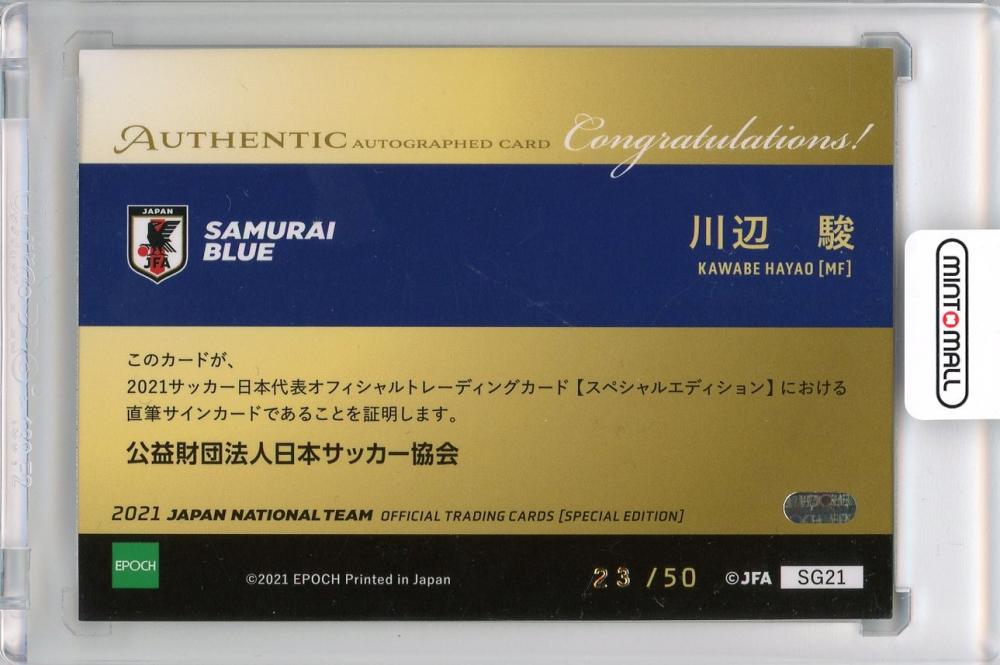 AUTHENTIC AUTOGRAPHED CARD Congratulations!
JAPAN
JFA
SAMURAI
BLUE
川辺 駿
KAWABE HAYAO [MF]
MINT MALL
このカードが、
2021サッカー日本代表オフィシャルトレーディングカード【スペシャルエディション】における
直筆サインカードであることを証明します。
公益財団法人日本サッカー協会
2021 JAPAN NATIONAL TEAM OFFICIAL TRADING CARDS [SPECIAL EDITION]
EPOCH
©2021 EPOCH Printed in Japan
23 /50
©JFA
SG21